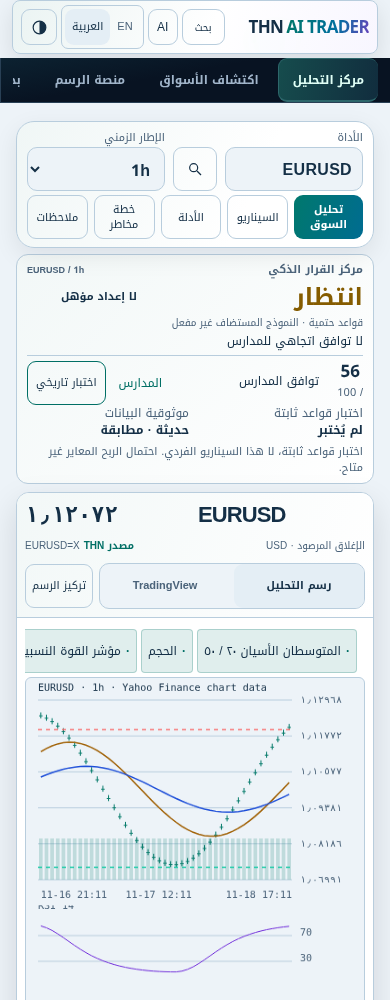 THN AI TRADER
بحث
AI
EN
العربية
مركز التحليل
اكتشاف الأسواق
منصة الرسم
الأداة
الإطار الزمني
EURUSD
1h
تحليل السوق
السيناريو
الأدلة
خطة مخاطر
ملاحظات
مركز القرار الذكي
EURUSD / 1h
انتظار
لا إعداد مؤهل
قواعد حتمية · النموذج المستضاف غير مفعل
لا توافق اتجاهي للمدارس
56
/ 100
توافق المدارس
المدارس
اختبار تاريخي
اختبار قواعد ثابتة
لم يُختبر
موثوقية البيانات
حديثة · مطابقة
اختبار قواعد ثابتة، لا هذا السيناريو الفردي. احتمال الربح المعاير غير متاح.
EURUSD
١٫١٢٠٧٢
الإغلاق المرصود · USD
مصدر THN EURUSD=X
رسم التحليل
TradingView
تركيز الرسم
· المتوسطان الأسيان ٢٠ / ٥٠
· الحجم
· مؤشر القوة النسبي
EURUSD · 1h · Yahoo Finance chart data
١٫١٢٩٦٨
١٫١١٧٧٢
١٫١٠٥٧٧
١٫٠٩٣٨١
١٫٠٨١٨٦
١٫٠٦٩٩١
11-16 21:11
11-17 12:11
11-18 17:11
RSI 14
70
30